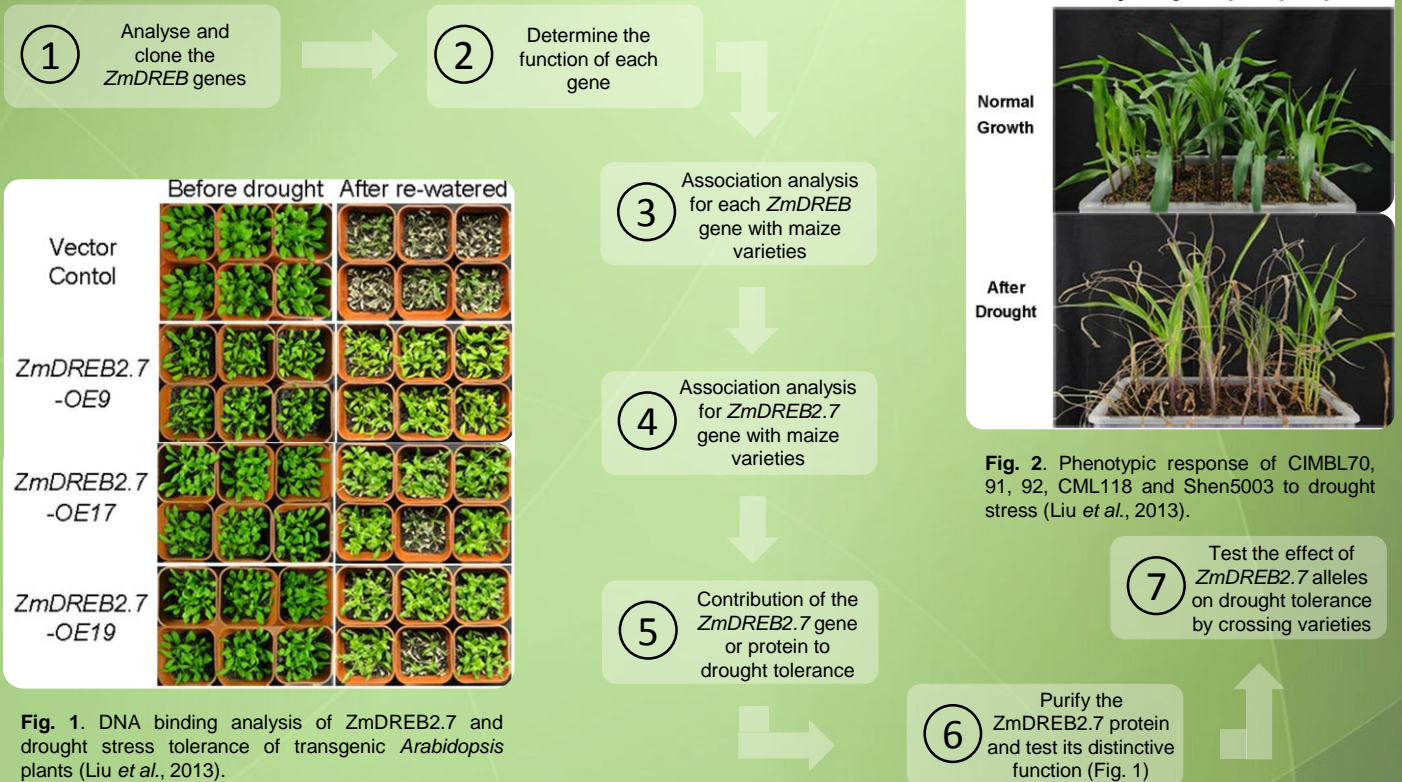 1
Analyse and
clone the
ZmDREB genes
2
Determine the
function of each
gene
3
Association analysis
for each ZmDREB
gene with maize
varieties
4
Association analysis
for ZmDREB2.7
gene with maize
varieties
5
Contribution of the
ZmDREB2.7 gene
or protein to
drought tolerance
6
Purify the
ZmDREB2.7 protein
and test its distinctive
function (Fig. 1)
7
Test the effect of
ZmDREB2.7 alleles
on drought tolerance
by crossing varieties
Before drought After re-watered
Vector
Contol
ZmDREB2.7
-OE9
ZmDREB2.7
-OE17
ZmDREB2.7
-OE19
Fig. 1. DNA binding analysis of ZmDREB2.7 and
drought stress tolerance of transgenic Arabidopsis
plants (Liu et al., 2013).
Normal
Growth
After
Drought
Fig. 2. Phenotypic response of CIMBL70,
91, 92, CML118 and Shen5003 to drought
stress (Liu et al., 2013).